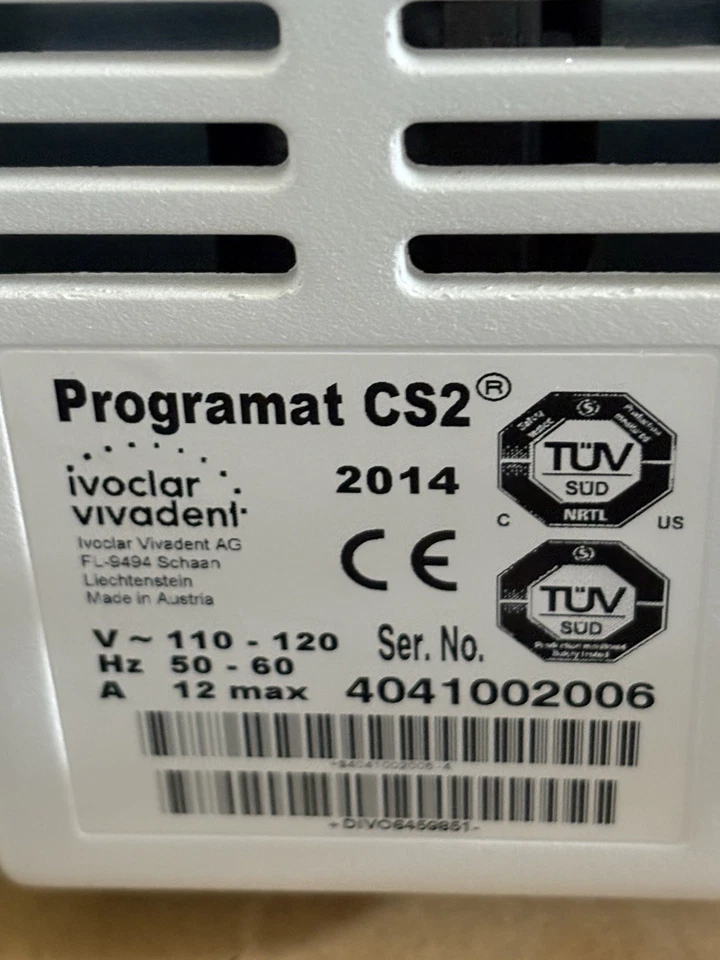 Programat CS2®
ivoclar
vivadent
2014
Ivoclar Vivadent AG
FL-9494 Schaan
Liechtenstein
Made in Austria
CE
TÜV
SÜD
NRTL
C US
TÜV
SÜD
V ~ 110 - 120
Hz 50 - 60
A 12 max
Ser. No.
4041002006